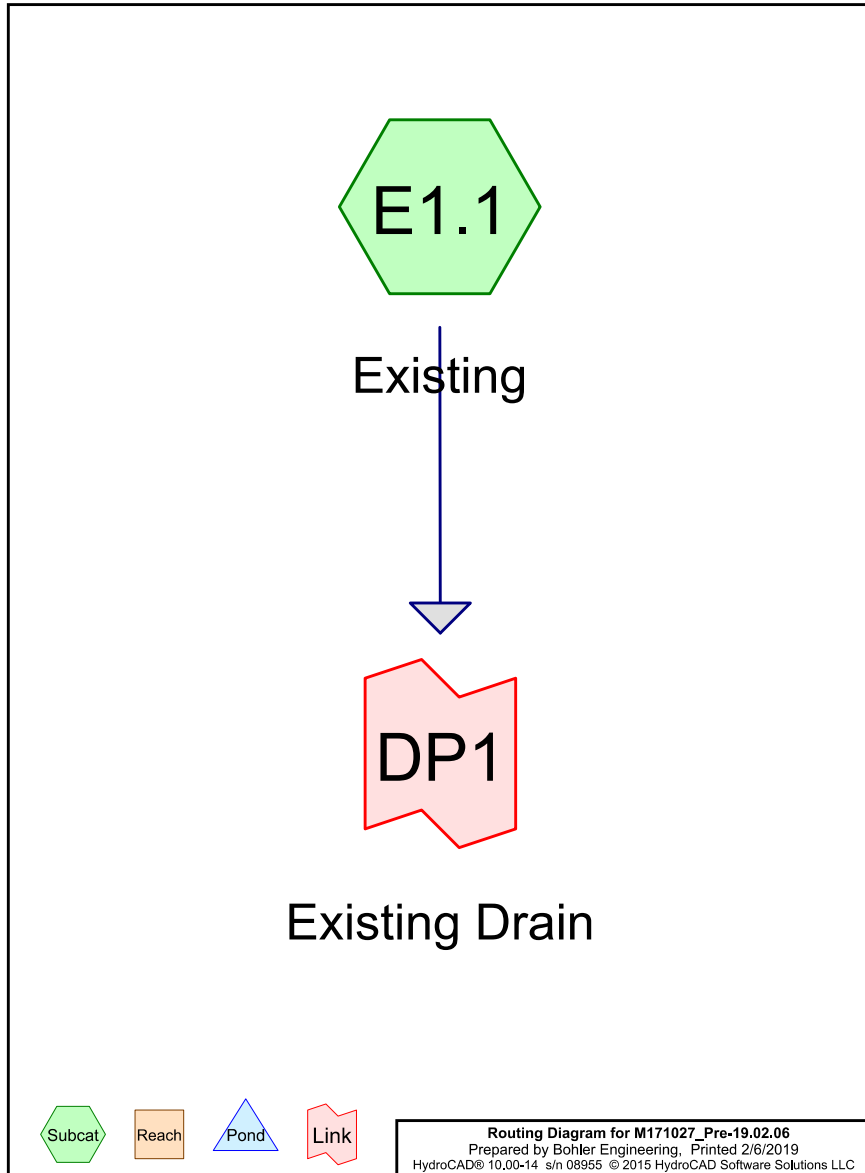 E1.1
Existing
DP1
Existing Drain
Subcat
Reach
Pond
Link
Routing Diagram for M171027_Pre-19.02.06
Prepared by Bohler Engineering, Printed 2/6/2019
HydroCAD® 10.00-14 s/n 08955 © 2015 HydroCAD Software Solutions LLC